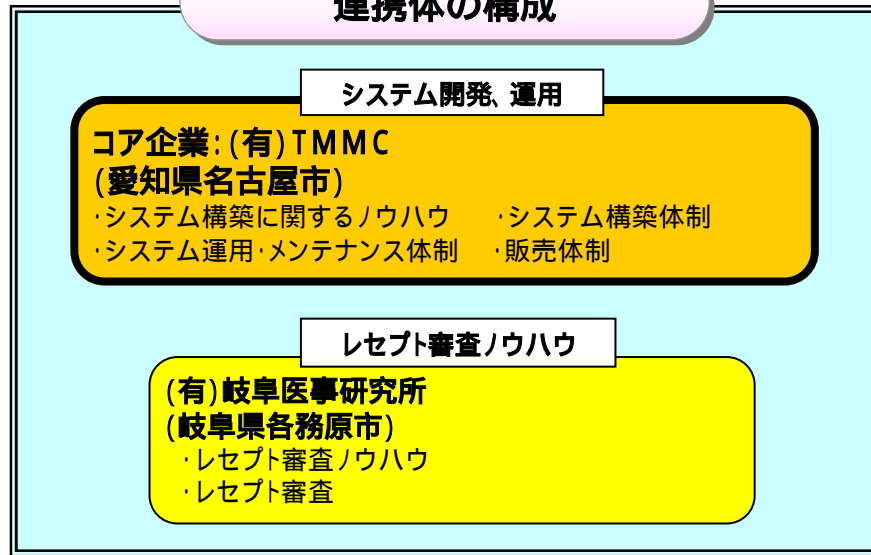 連携体の構成
システム開発、運用
コア企業:(有)TMMC
(愛知県名古屋市)
・システム構築に関するノウハウ ・システム構築体制
・システム運用・メンテナンス体制 ・販売体制
レセプト審査ノウハウ
(有)岐阜医事研究所
(岐阜県各務原市)
・レセプト審査ノウハウ
・レセプト審査